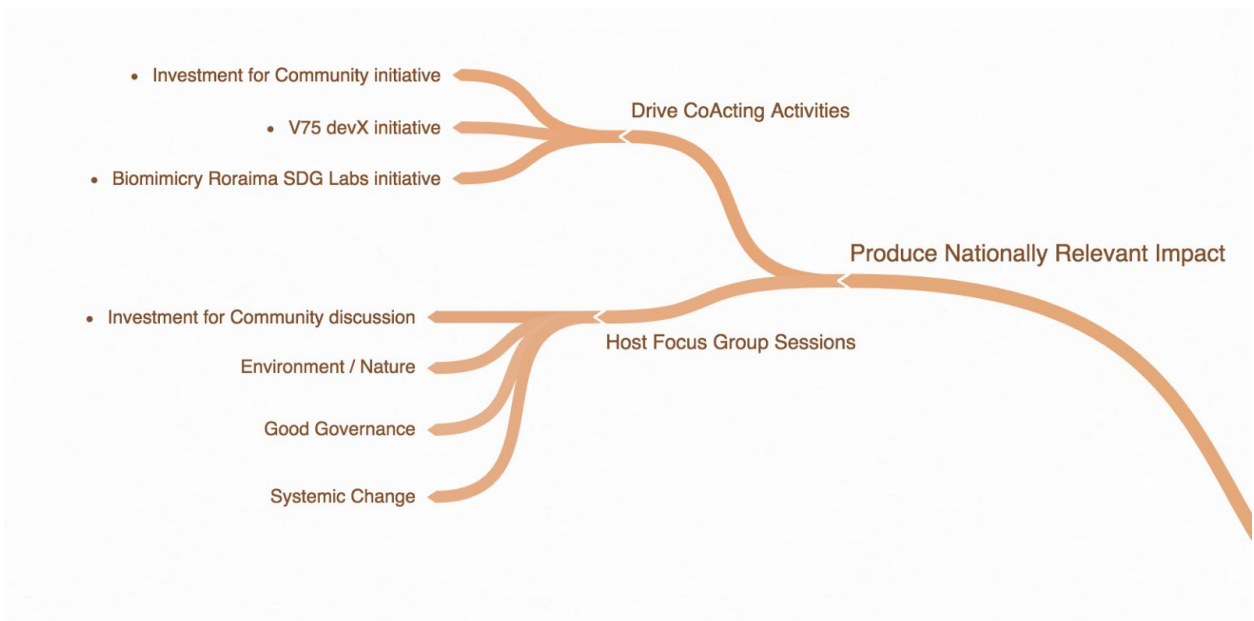 • Investment for Community initiative
Drive CoActing Activities
• V75 devX initiative
• Biomimicry Roraima SDG Labs initiative
Produce Nationally Relevant Impact
• Investment for Community discussion
Host Focus Group Sessions
Environment / Nature
Good Governance
Systemic Change